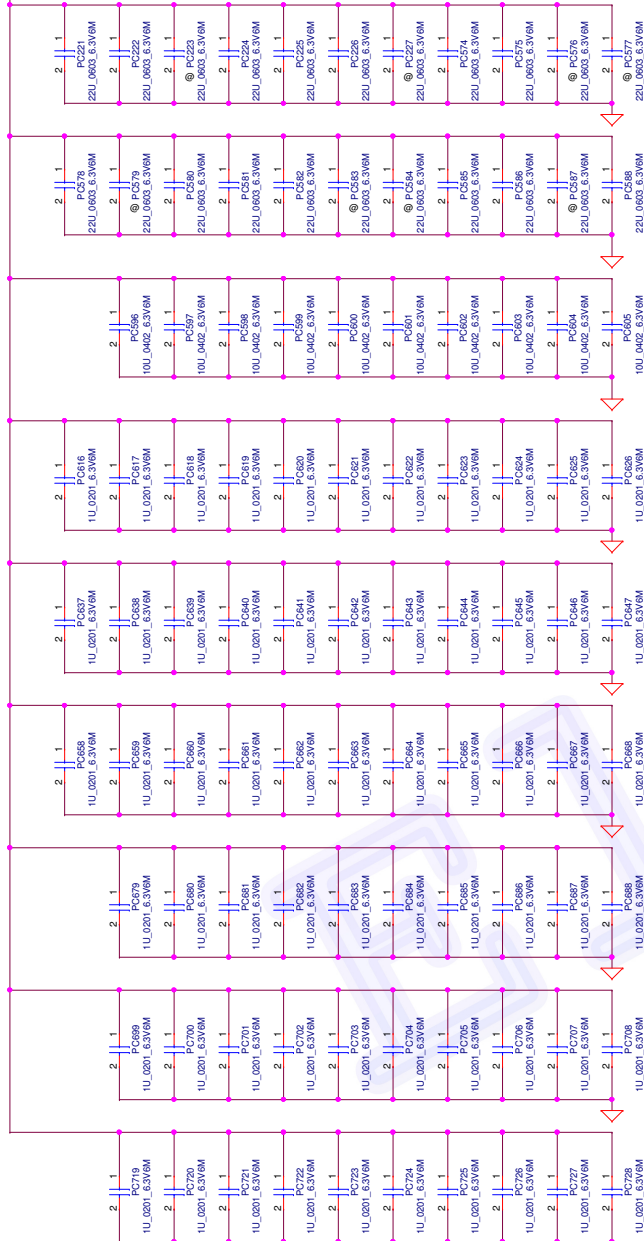 2 1
PC221
22U_0603_6.3V6M
2 1
PC222
22U_0603_6.3V6M
2 1
@ PC223
22U_0603_6.3V6M
2 1
PC224
22U_0603_6.3V6M
2 1
PC225
22U_0603_6.3V6M
2 1
PC226
22U_0603_6.3V6M
2 1
@ PC227
22U_0603_6.3V6M
2 1
PC574
22U_0603_6.3V6M
2 1
PC575
22U_0603_6.3V6M
2 1
@ PC576
22U_0603_6.3V6M
2 1
@ PC577
22U_0603_6.3V6M
2 1
PC578
22U_0603_6.3V6M
2 1
@ PC579
22U_0603_6.3V6M
2 1
PC580
22U_0603_6.3V6M
2 1
PC581
22U_0603_6.3V6M
2 1
PC582
22U_0603_6.3V6M
2 1
@ PC583
22U_0603_6.3V6M
2 1
@ PC584
22U_0603_6.3V6M
2 1
PC585
22U_0603_6.3V6M
2 1
PC586
22U_0603_6.3V6M
2 1
@ PC587
22U_0603_6.3V6M
2 1
PC588
22U_0603_6.3V6M
2 1
PC596
10U_0402_6.3V6M
2 1
PC597
10U_0402_6.3V6M
2 1
PC598
10U_0402_6.3V6M
2 1
PC599
10U_0402_6.3V6M
2 1
PC600
10U_0402_6.3V6M
2 1
PC601
10U_0402_6.3V6M
2 1
PC602
10U_0402_6.3V6M
2 1
PC603
10U_0402_6.3V6M
2 1
PC604
10U_0402_6.3V6M
2 1
PC605
10U_0402_6.3V6M
2 1
PC616
1U_0201_6.3V6M
2 1
PC617
1U_0201_6.3V6M
2 1
PC618
1U_0201_6.3V6M
2 1
PC619
1U_0201_6.3V6M
2 1
PC620
1U_0201_6.3V6M
2 1
PC621
1U_0201_6.3V6M
2 1
PC622
1U_0201_6.3V6M
2 1
PC623
1U_0201_6.3V6M
2 1
PC624
1U_0201_6.3V6M
2 1
PC625
1U_0201_6.3V6M
2 1
PC626
1U_0201_6.3V6M
2 1
PC637
1U_0201_6.3V6M
2 1
PC638
1U_0201_6.3V6M
2 1
PC639
1U_0201_6.3V6M
2 1
PC640
1U_0201_6.3V6M
2 1
PC641
1U_0201_6.3V6M
2 1
PC642
1U_0201_6.3V6M
2 1
PC643
1U_0201_6.3V6M
2 1
PC644
1U_0201_6.3V6M
2 1
PC645
1U_0201_6.3V6M
2 1
PC646
1U_0201_6.3V6M
2 1
PC647
1U_0201_6.3V6M
2 1
PC658
1U_0201_6.3V6M
2 1
PC659
1U_0201_6.3V6M
2 1
PC660
1U_0201_6.3V6M
2 1
PC661
1U_0201_6.3V6M
2 1
PC662
1U_0201_6.3V6M
2 1
PC663
1U_0201_6.3V6M
2 1
PC664
1U_0201_6.3V6M
2 1
PC665
1U_0201_6.3V6M
2 1
PC666
1U_0201_6.3V6M
2 1
PC667
1U_0201_6.3V6M
2 1
PC668
1U_0201_6.3V6M
2 1
PC679
1U_0201_6.3V6M
2 1
PC680
1U_0201_6.3V6M
2 1
PC681
1U_0201_6.3V6M
2 1
PC682
1U_0201_6.3V6M
2 1
PC683
1U_0201_6.3V6M
2 1
PC684
1U_0201_6.3V6M
2 1
PC685
1U_0201_6.3V6M
2 1
PC686
1U_0201_6.3V6M
2 1
PC687
1U_0201_6.3V6M
2 1
PC688
1U_0201_6.3V6M
2 1
PC699
1U_0201_6.3V6M
2 1
PC700
1U_0201_6.3V6M
2 1
PC701
1U_0201_6.3V6M
2 1
PC702
1U_0201_6.3V6M
2 1
PC703
1U_0201_6.3V6M
2 1
PC704
1U_0201_6.3V6M
2 1
PC705
1U_0201_6.3V6M
2 1
PC706
1U_0201_6.3V6M
2 1
PC707
1U_0201_6.3V6M
2 1
PC708
1U_0201_6.3V6M
2 1
PC719
1U_0201_6.3V6M
2 1
PC720
1U_0201_6.3V6M
2 1
PC721
1U_0201_6.3V6M
2 1
PC722
1U_0201_6.3V6M
2 1
PC723
1U_0201_6.3V6M
2 1
PC724
1U_0201_6.3V6M
2 1
PC725
1U_0201_6.3V6M
2 1
PC726
1U_0201_6.3V6M
2 1
PC727
1U_0201_6.3V6M
2 1
PC728
1U_0201_6.3V6M